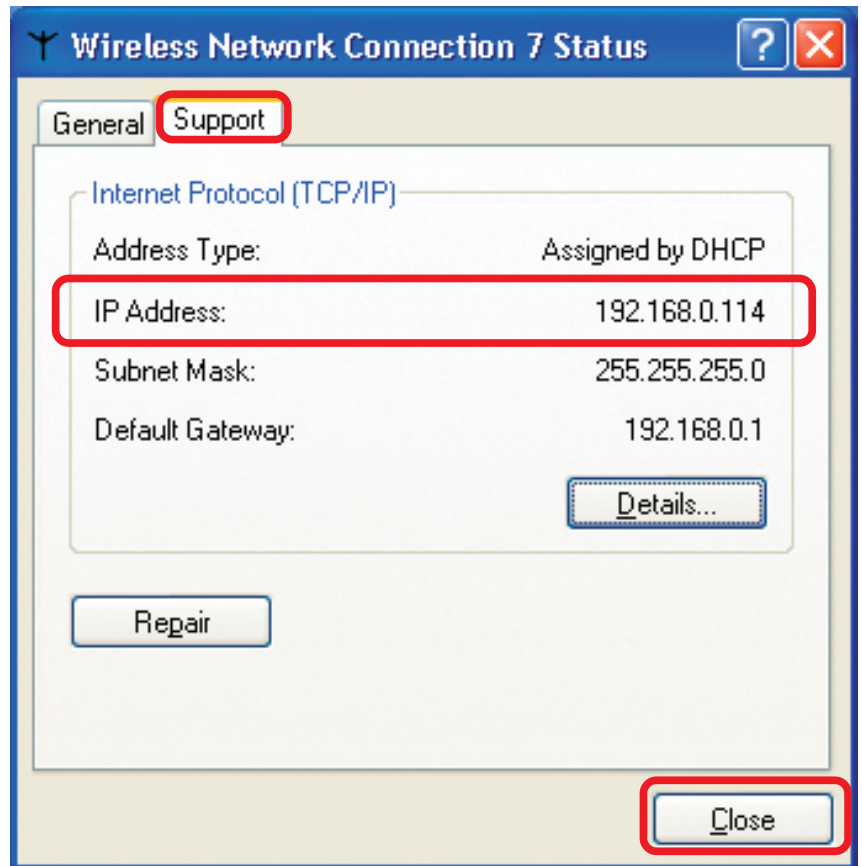 Wireless Network Connection 7 Status
General Support
Internet Protocol (TCP/IP)
Address Type: Assigned by DHCP
IP Address: 192.168.0.114
Subnet Mask: 255.255.255.0
Default Gateway: 192.168.0.1
Details...
Repair
Close